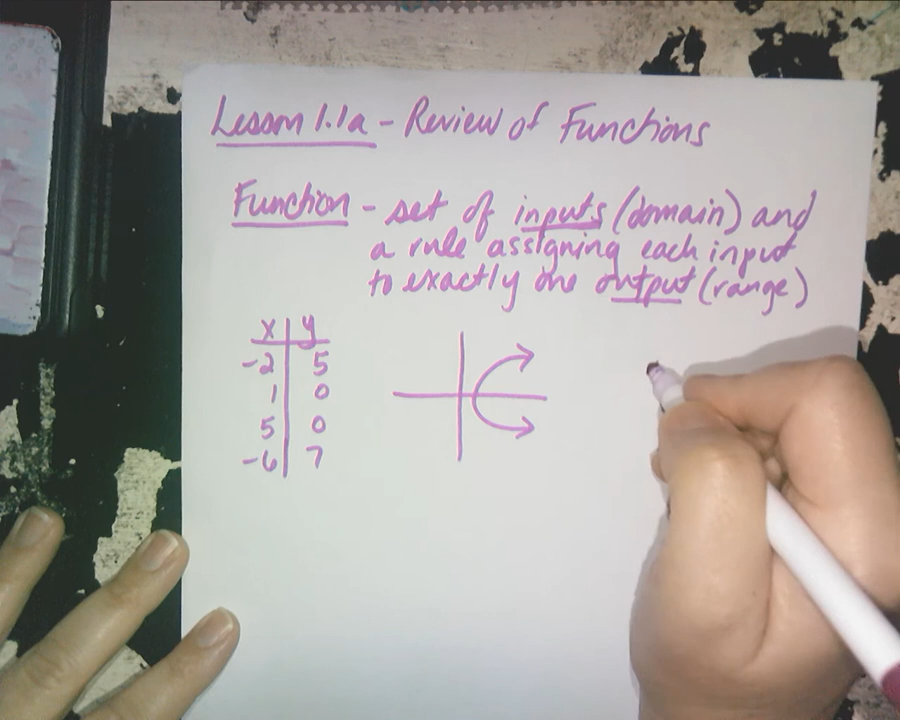 Lesson 1.1a - Review of Functions
Function - set of inputs (domain) and
a rule assigning each input
to exactly one output (range)
x y
-2 5
1 0
5 0
-6 7